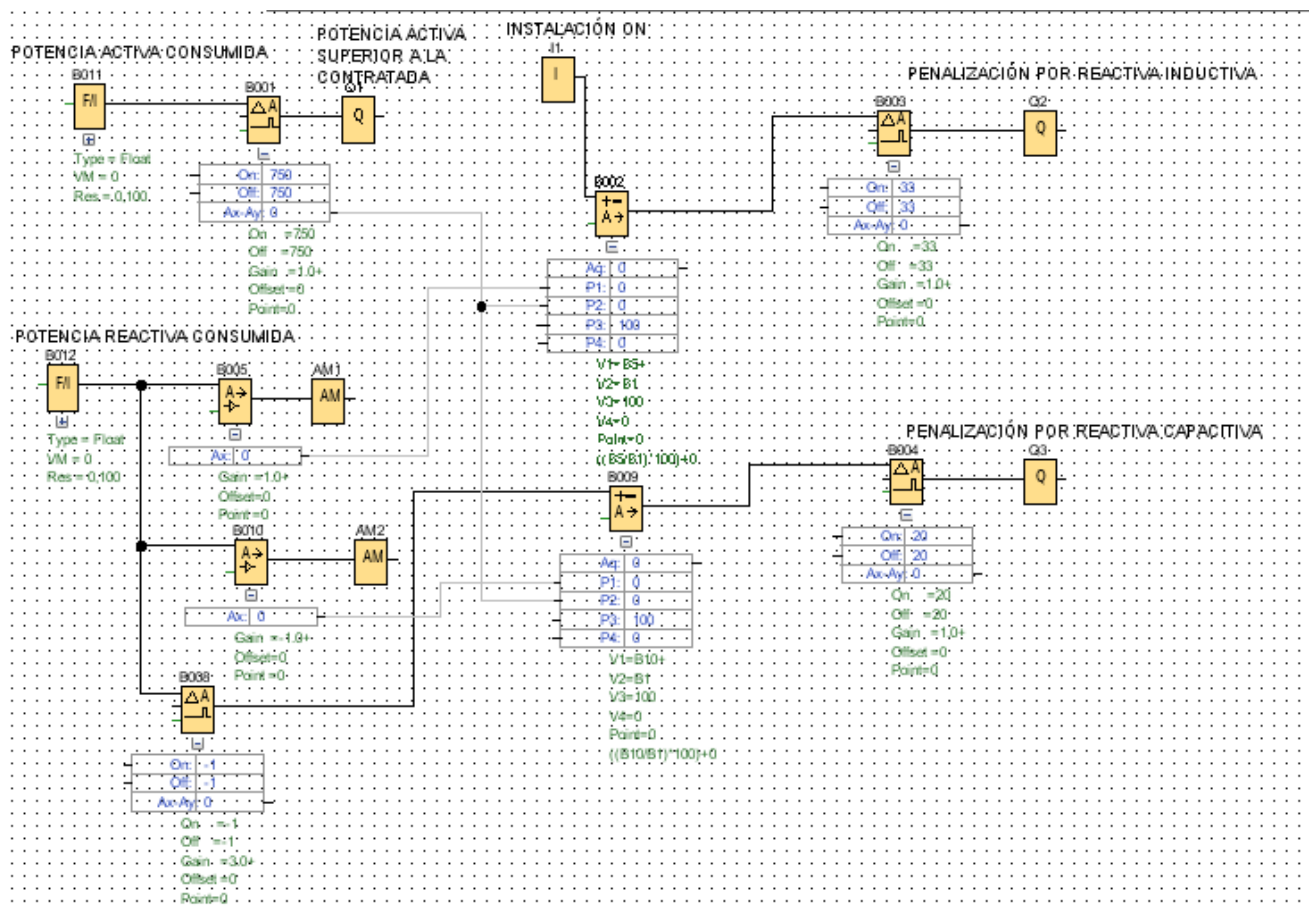 POTENCIA ACTIVA CONSUMIDA
B011
F/I
Type = Float
VM = 0
Res = 0,100
B001
A
On: 750
Off: 750
Ax-Ay: 0
On =750
Off =750
Gain =1.0+
Offset=0
Point=0
POTENCIA ACTIVA
SUPERIOR A LA
CONTRATADA
Q1
Q
INSTALACIÓN ON
I1
I
B002
+−
A→
Aq: 0
P1: 0
P2: 0
P3: 100
P4: 0
V1=B5+
V2=B1
V3=100
V4=0
Point=0
((B5/B1)*100)+0
PENALIZACIÓN POR REACTIVA INDUCTIVA
B003
A
Q2
Q
On: 33
Off: 33
Ax-Ay: 0
On =33
Off =33
Gain =1.0+
Offset=0
Point=0
POTENCIA REACTIVA CONSUMIDA
B012
F/I
Type = Float
VM = 0
Res = 0,100
B005
A→
AM1
AM
Ax: 0
Gain =1.0+
Offset=0
Point=0
B010
A→
AM2
AM
Ax: 0
Gain =-1.0+
Offset=0
Point=0
B038
A
On: -1
Off: -1
Ax-Ay: 0
On =-1
Off =-1
Gain =3.0+
Offset=0
Point=0
B009
+−
A→
Aq: 0
P1: 0
P2: 0
P3: 100
P4: 0
V1=B10+
V2=B1
V3=100
V4=0
Point=0
((B10/B1)*100)+0
PENALIZACIÓN POR REACTIVA CAPACITIVA
B004
A
Q3
Q
On: 20
Off: 20
Ax-Ay: 0
On =20
Off =20
Gain =1.0+
Offset =0
Point=0